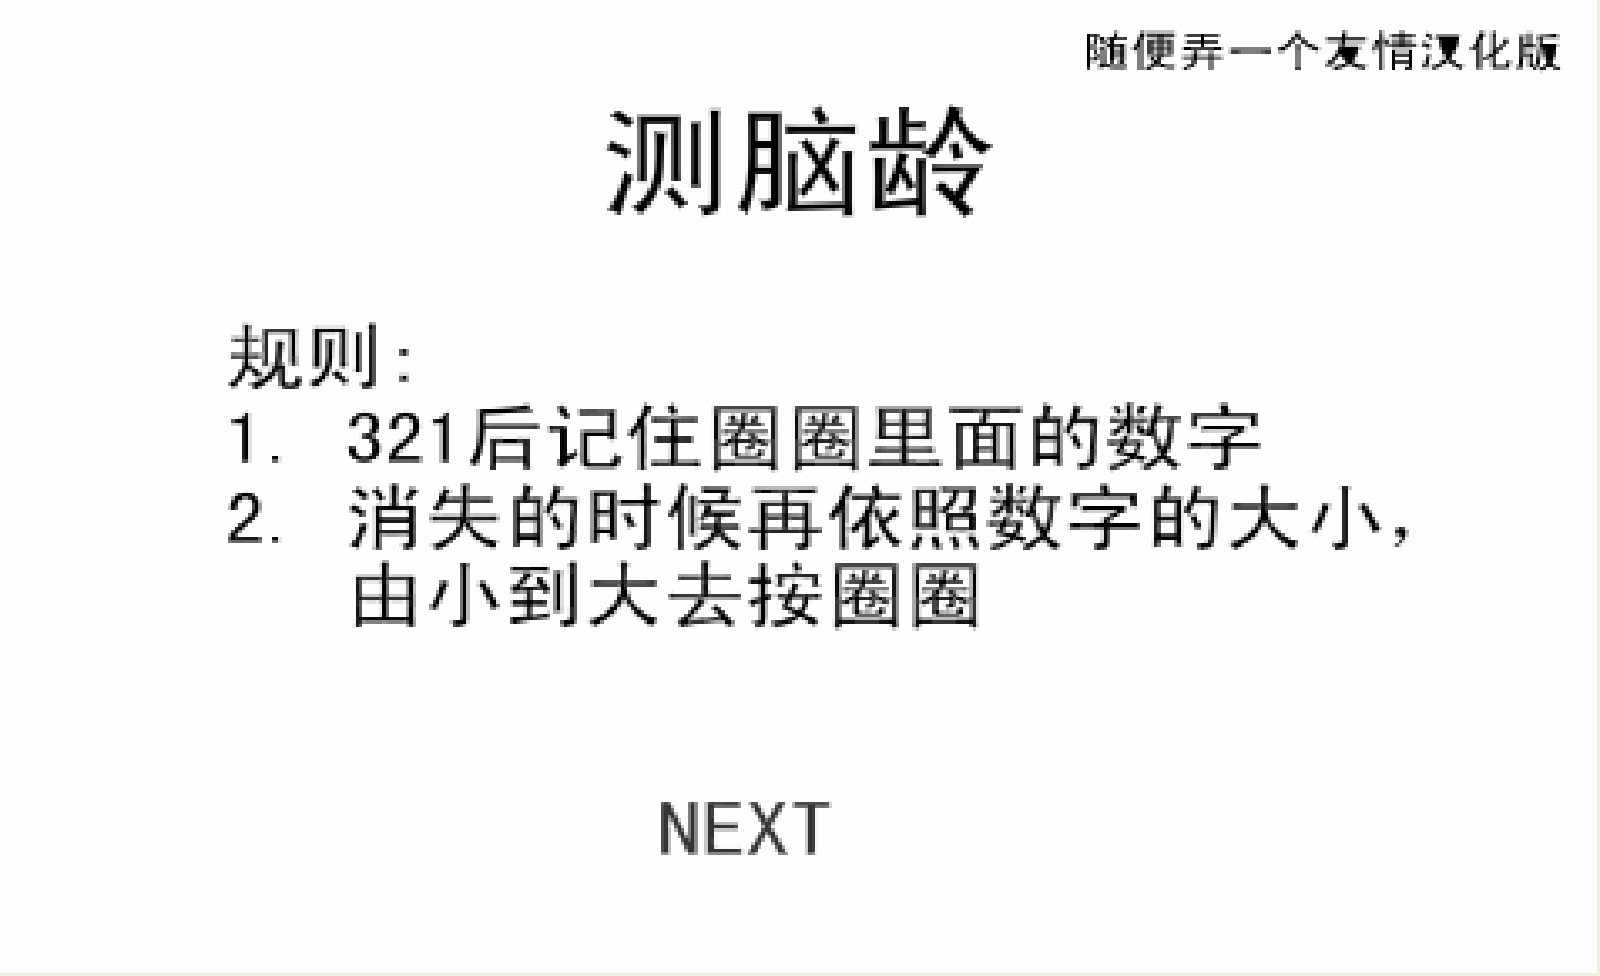 随便弄一个友情汉化版
测脑龄
规则:
1. 321后记住圈圈里面的数字
2. 消失的时候再依照数字的大小,
由小到大去按圈圈
NEXT